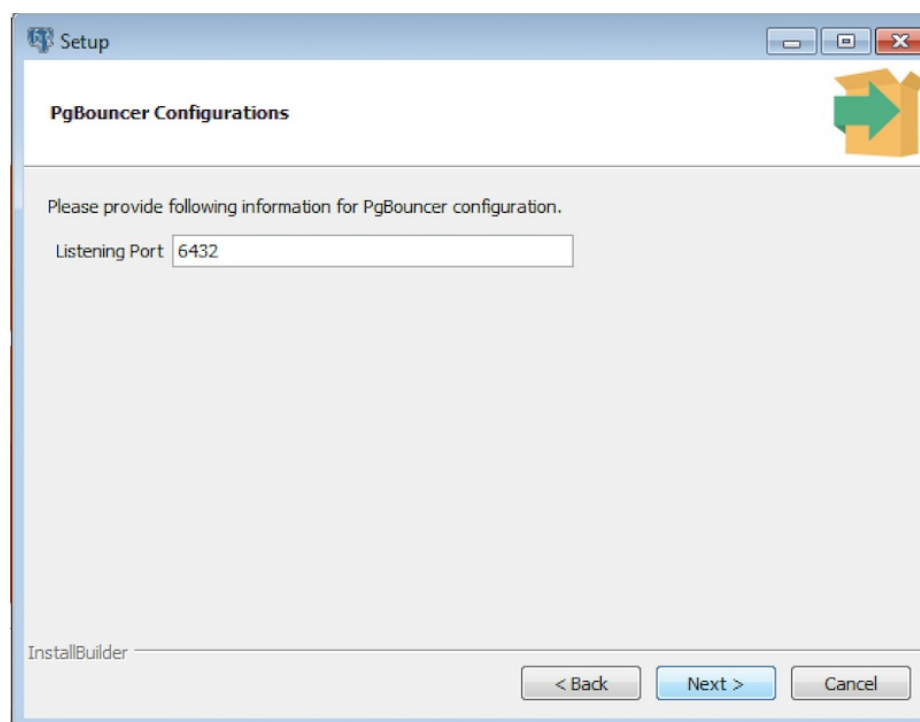 Setup
PgBouncer Configurations
Please provide following information for PgBouncer configuration.
Listening Port 6432
InstallBuilder
< Back Next > Cancel